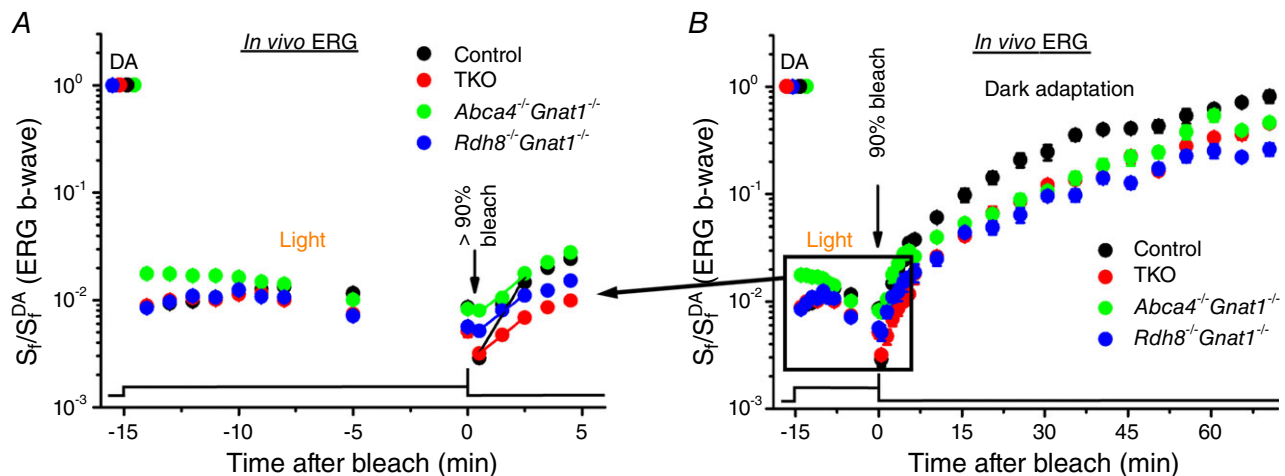 A
In vivo ERG
DA
Control
TKO
Abca4-/-Gnat1-/-
Rdh8-/-Gnat1-/-
Light
> 90%
bleach
Sf/SfDA (ERG b-wave)
10^0
10^-1
10^-2
10^-3
-15 -10 -5 0 5
Time after bleach (min)
B
In vivo ERG
DA
90% bleach
Dark adaptation
Light
Control
TKO
Abca4-/-Gnat1-/-
Rdh8-/-Gnat1-/-
Sf/SfDA (ERG b-wave)
10^0
10^-1
10^-2
10^-3
-15 0 15 30 45 60
Time after bleach (min)